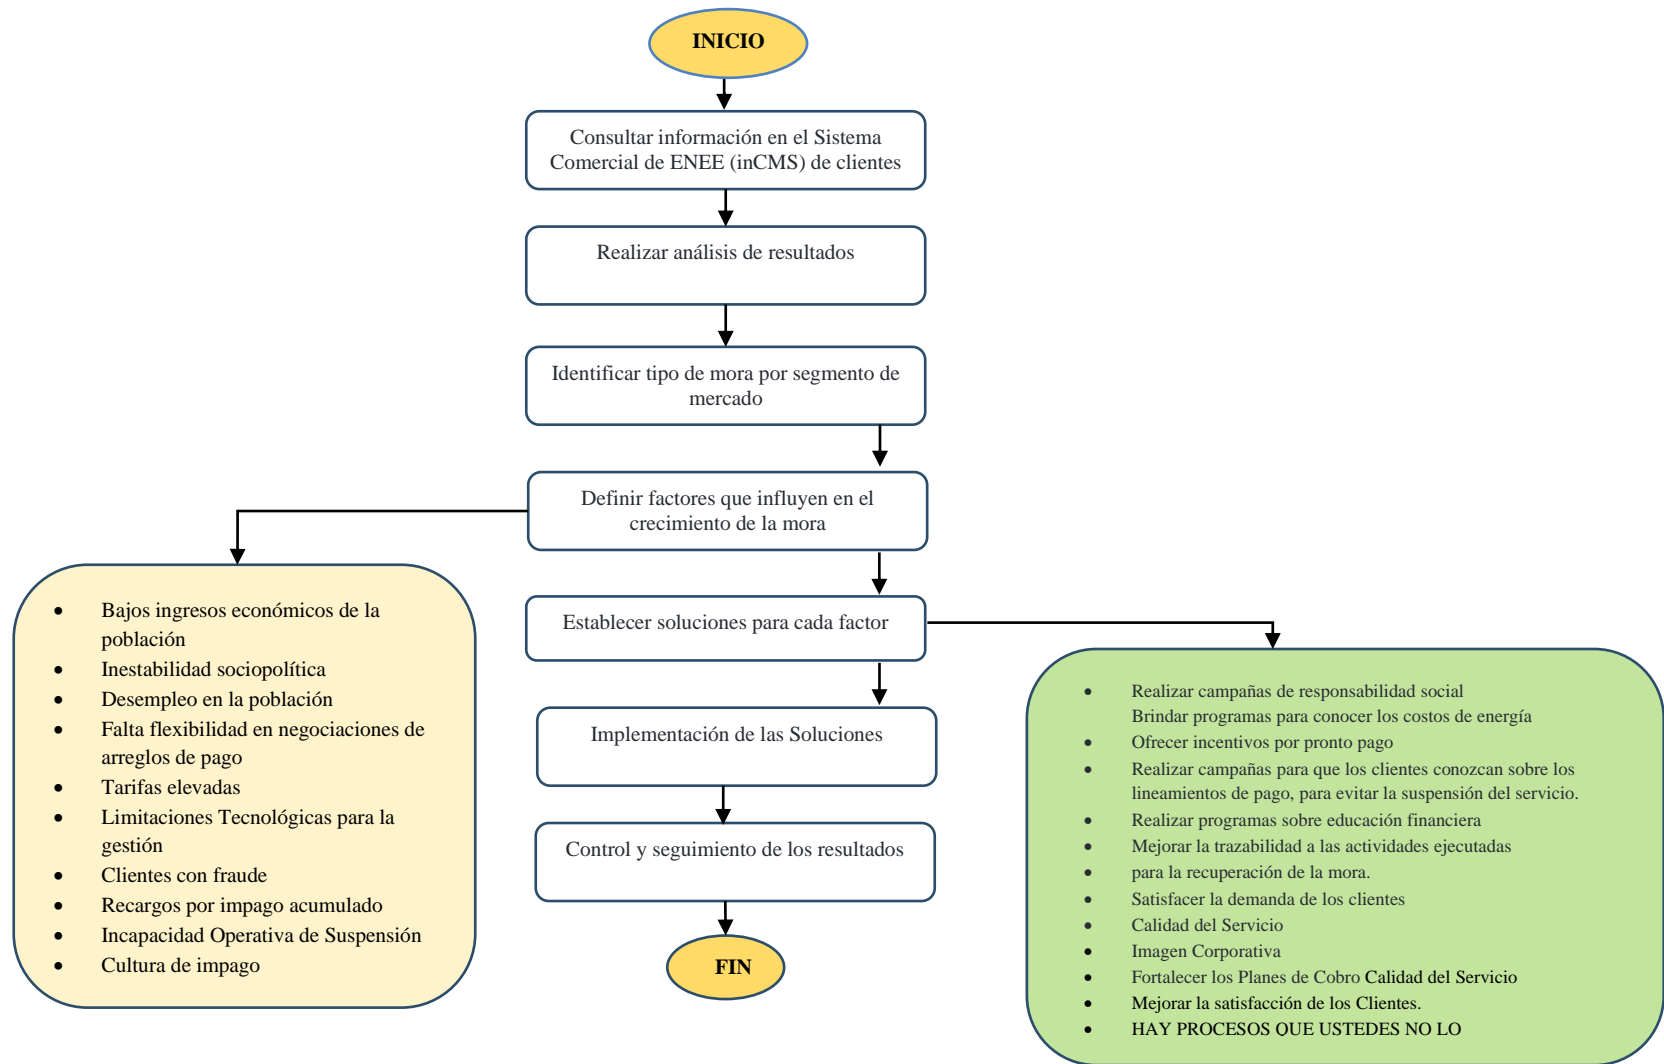 INICIO
Consultar información en el Sistema
Comercial de ENEE (inCMS) de clientes
Realizar análisis de resultados
Identificar tipo de mora por segmento de
mercado
Definir factores que influyen en el
crecimiento de la mora
• Bajos ingresos económicos de la
población
• Inestabilidad sociopolítica
• Desempleo en la población
• Falta flexibilidad en negociaciones de
arreglos de pago
• Tarifas elevadas
• Limitaciones Tecnológicas para la
gestión
• Clientes con fraude
• Recargos por impago acumulado
• Incapacidad Operativa de Suspensión
• Cultura de impago
Establecer soluciones para cada factor
• Realizar campañas de responsabilidad social
Brindar programas para conocer los costos de energía
• Ofrecer incentivos por pronto pago
• Realizar campañas para que los clientes conozcan sobre los
lineamientos de pago, para evitar la suspensión del servicio.
• Realizar programas sobre educación financiera
• Mejorar la trazabilidad a las actividades ejecutadas
• para la recuperación de la mora.
• Satisfacer la demanda de los clientes
• Calidad del Servicio
• Imagen Corporativa
• Fortalecer los Planes de Cobro Calidad del Servicio
• Mejorar la satisfacción de los Clientes.
• HAY PROCESOS QUE USTEDES NO LO
Implementación de las Soluciones
Control y seguimiento de los resultados
FIN